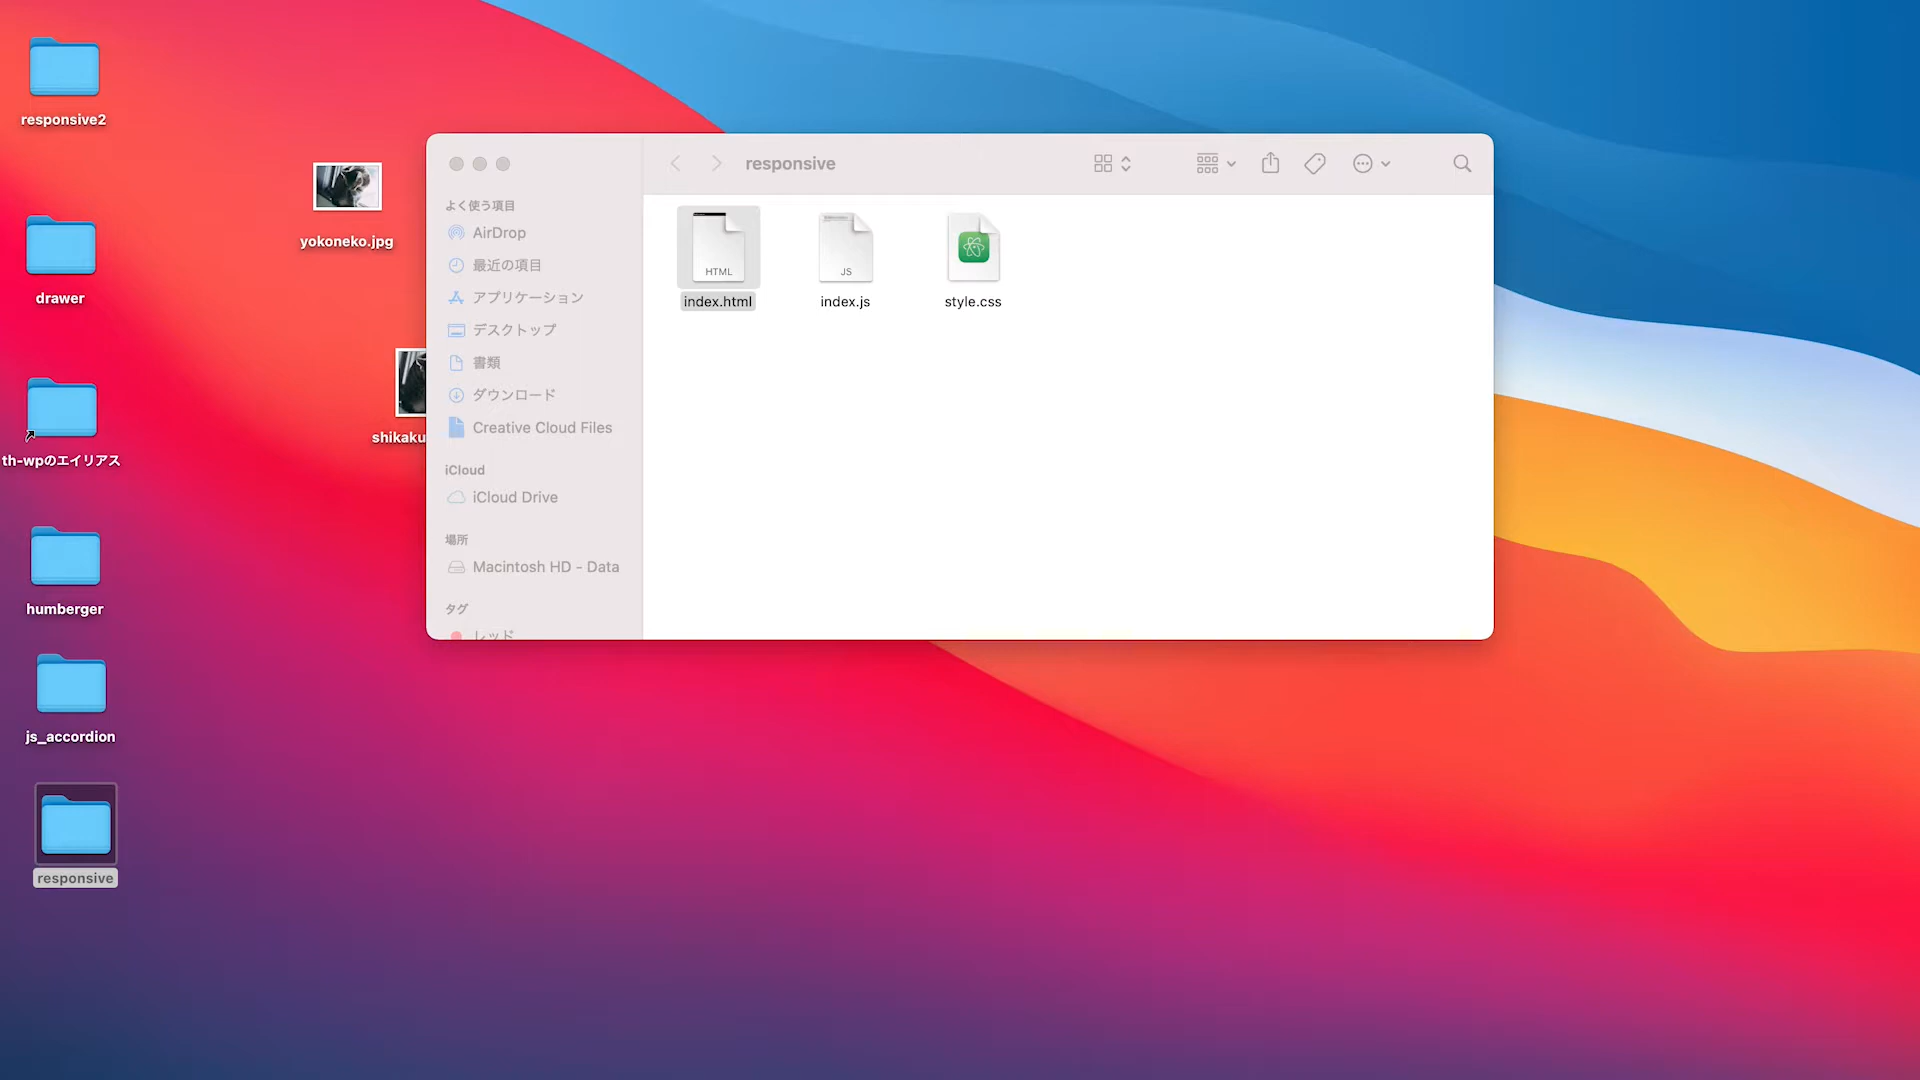 responsive2
yokoneko.jpg
drawer
shikaku
th-wpのエイリアス
humberger
js_accordion
responsive
responsive
よく使う項目
AirDrop
最近の項目
アプリケーション
デスクトップ
書類
ダウンロード
Creative Cloud Files
iCloud
iCloud Drive
場所
Macintosh HD - Data
タグ
レッド
HTML
index.html
JS
index.js
style.css